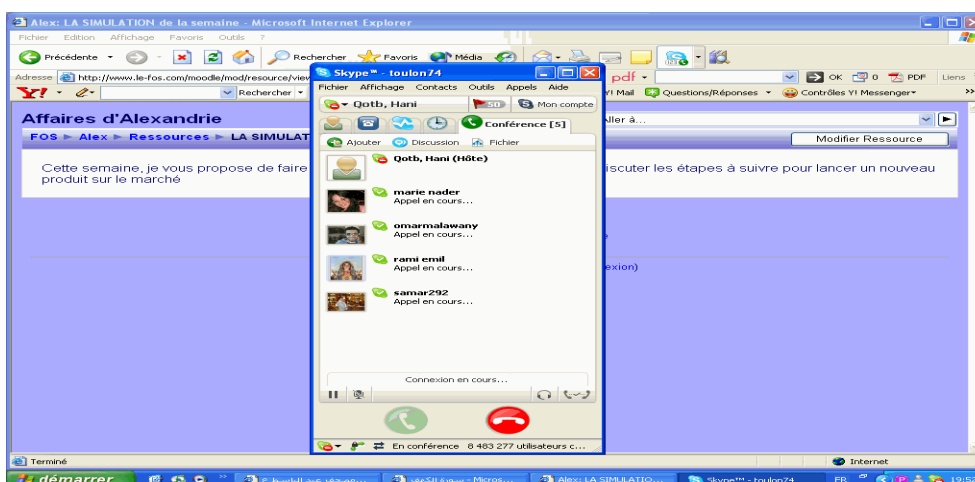 Alex: LA SIMULATION de la semaine - Microsoft Internet Explorer
Fichier Edition Affichage Favoris Outils ?
Précédente Rechercher Favoris Média
Adresse http://www.le-fos.com/moodle/mod/resource/view pdf OK 0 PDF Liens
Y! Rechercher Y! Mail Questions/Réponses Contrôles Y! Messenger
Affaires d'Alexandrie
Aller à...
FOS ► Alex ► Ressources ► LA SIMULAT
Modifier Ressource
Cette semaine, je vous propose de faire
iscuter les étapes à suivre pour lancer un nouveau
produit sur le marché
exion)
Skype™ - toulon74
Fichier Affichage Contacts Outils Appels Aide
Qotb, Hani 50 Mon compte
Conférence [5]
Ajouter Discussion Fichier
Qotb, Hani (Hôte)
marie nader
Appel en cours...
omarmalawany
Appel en cours...
rami emil
Appel en cours...
samar292
Appel en cours...
Connexion en cours...
En conférence 8 483 277 utilisateurs c...
Terminé Internet
démarrer Micros... Alex: LA SIMULATIO... Skype™ - toulon74 FR